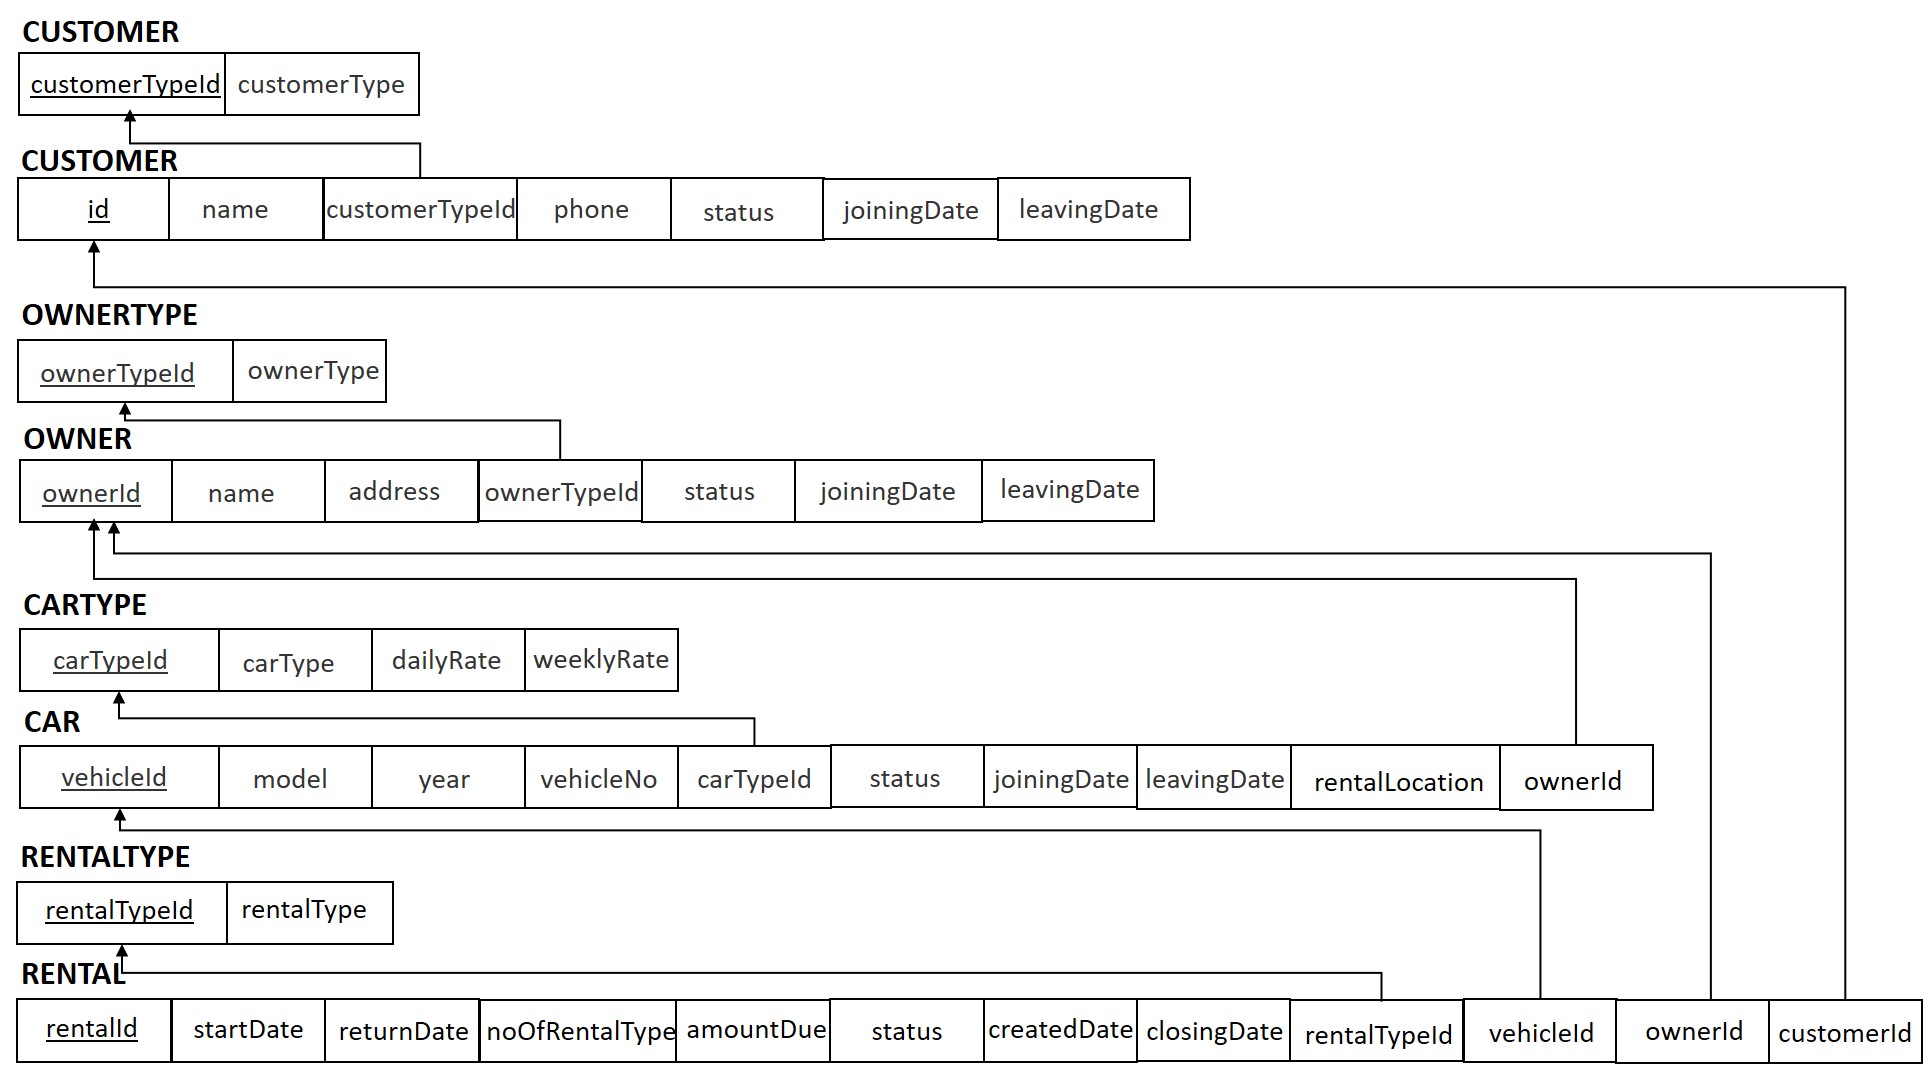 CUSTOMER
customerTypeId customerType
CUSTOMER
id name customerTypeId phone status joiningDate leavingDate
OWNERTYPE
ownerTypeId ownerType
OWNER
ownerId name address ownerTypeId status joiningDate leavingDate
CARTYPE
carTypeId carType dailyRate weeklyRate
CAR
vehicleId model year vehicleNo carTypeId status joiningDate leavingDate rentalLocation ownerId
RENTALTYPE
rentalTypeId rentalType
RENTAL
rentalId startDate returnDate noOfRentalType amountDue status createdDate closingDate rentalTypeId vehicleId ownerId customerId